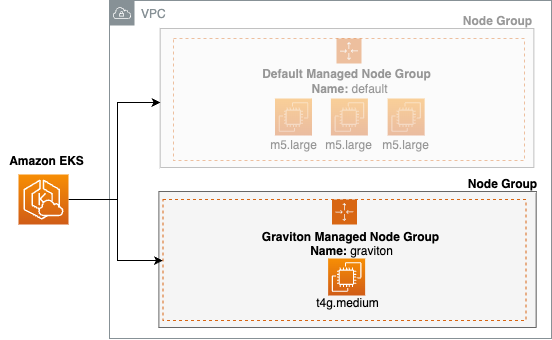 VPC
Node Group
Default Managed Node Group
Name: default
m5.large
m5.large
m5.large
Amazon EKS
Node Group
Graviton Managed Node Group
Name: graviton
t4g.medium